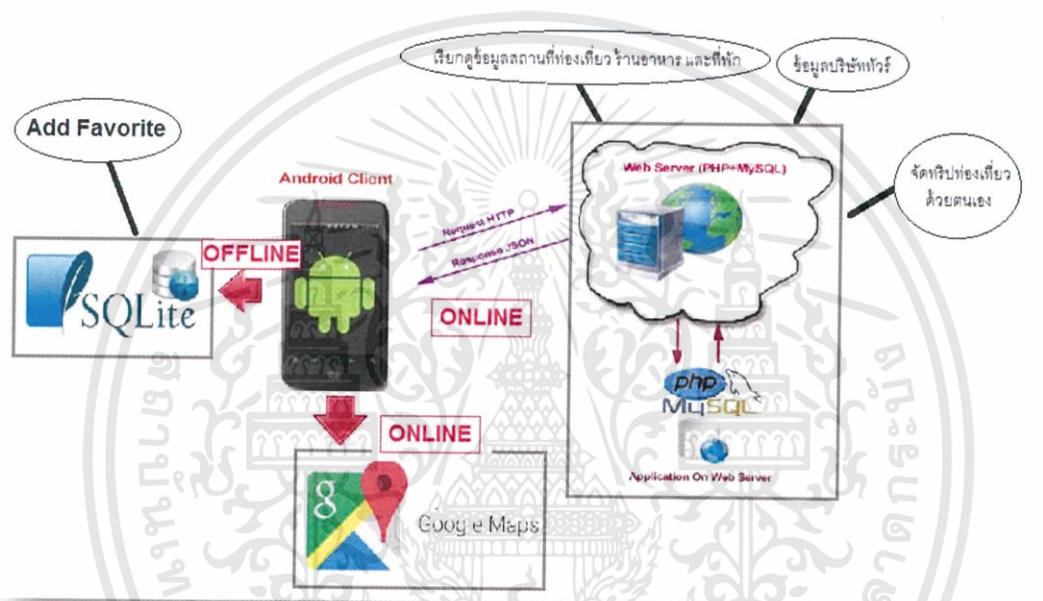 เรียกดูข้อมูลสถานที่ท่องเที่ยว ร้านอาหาร และที่พัก
ข้อมูลบริษัททัวร์
Add Favorite
จัดทริปท่องเที่ยว
ด้วยตนเอง
Web Server (PHP+MySQL)
Android Client
Request HTTP
Response JSON
OFFLINE
SQLite
ONLINE
php
MySQL
Application On Web Server
ONLINE
Google Maps